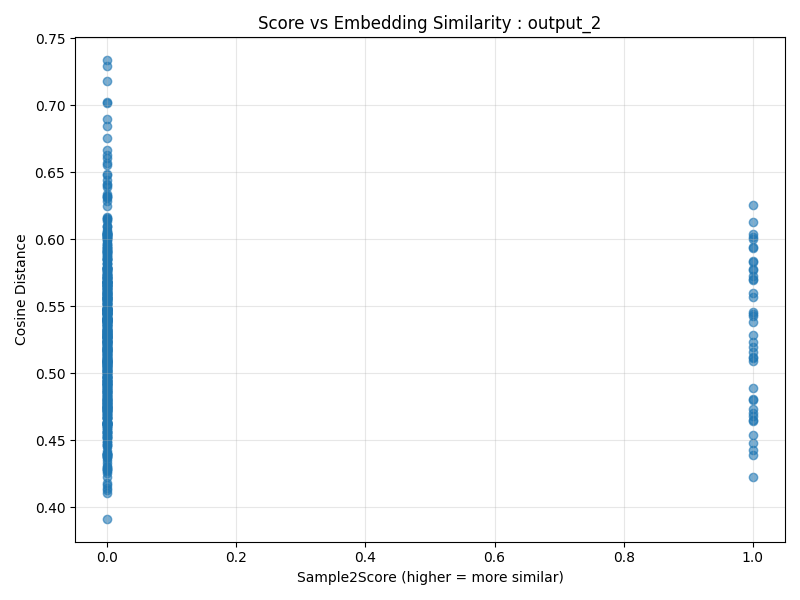 Score vs Embedding Similarity : output_2
0.75
0.70
0.65
0.60
0.55
0.50
0.45
0.40
Cosine Distance
0.0 0.2 0.4 0.6 0.8 1.0
Sample2Score (higher = more similar)